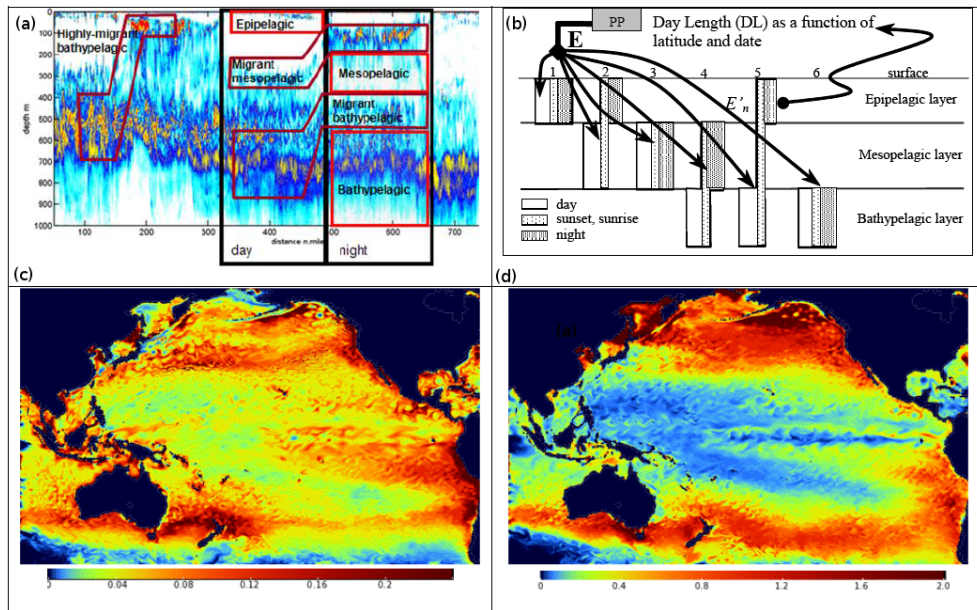 (a)
0
100
200
300
400
500
600
700
800
900
1000
depth m
Highly-migrant
bathypelagic
Epipelagic
Migrant
mesopelagic
Mesopelagic
Migrant
bathypelagic
Bathypelagic
100
200
300
400
500
600
700
distance n.mile
day
night
(b)
PP
Day Length (DL) as a function of
latitude and date
E
surface
1
2
3
4
5
6
E'n
Epipelagic layer
Mesopelagic layer
Bathypelagic layer
day
sunset, sunrise
night
(c)
0
0.04
0.08
0.12
0.16
0.2
(d)
(a)
0
0.4
0.8
1.2
1.6
2.0